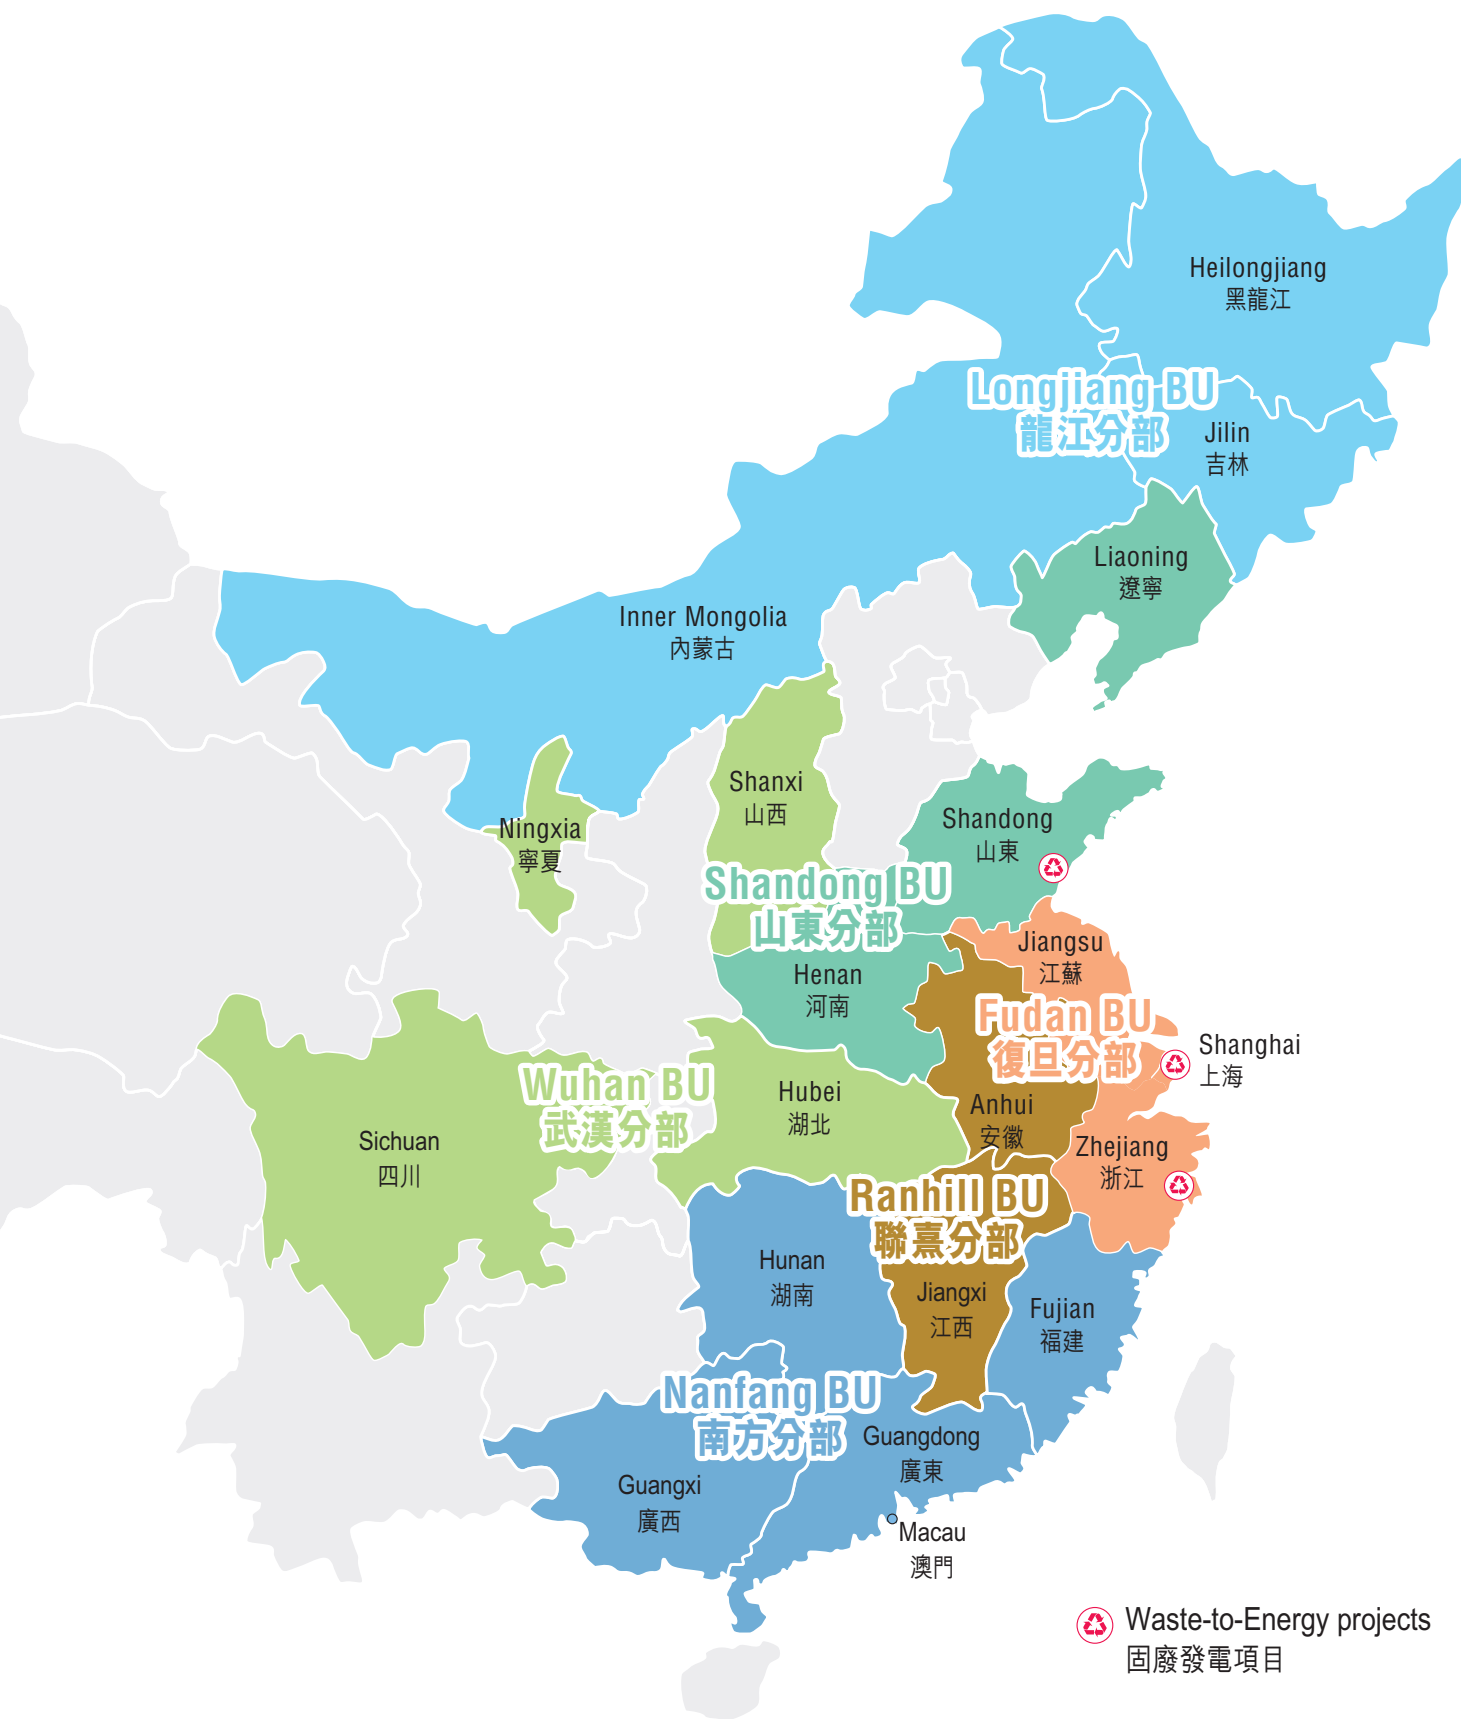 Heilongjiang
黑龍江
Longjiang BU
龍江分部
Jilin
吉林
Liaoning
遼寧
Inner Mongolia
內蒙古
Shanxi
山西
Ningxia
寧夏
Shandong
山東
Shandong BU
山東分部
Jiangsu
江蘇
Henan
河南
Fudan BU
復旦分部
Shanghai
上海
Wuhan BU
武漢分部
Hubei
湖北
Anhui
安徽
Sichuan
四川
Zhejiang
浙江
Ranhill BU
聯熹分部
Hunan
湖南
Jiangxi
江西
Fujian
福建
Nanfang BU
南方分部
Guangdong
廣東
Guangxi
廣西
Macau
澳門
Waste-to-Energy projects
固廢發電項目